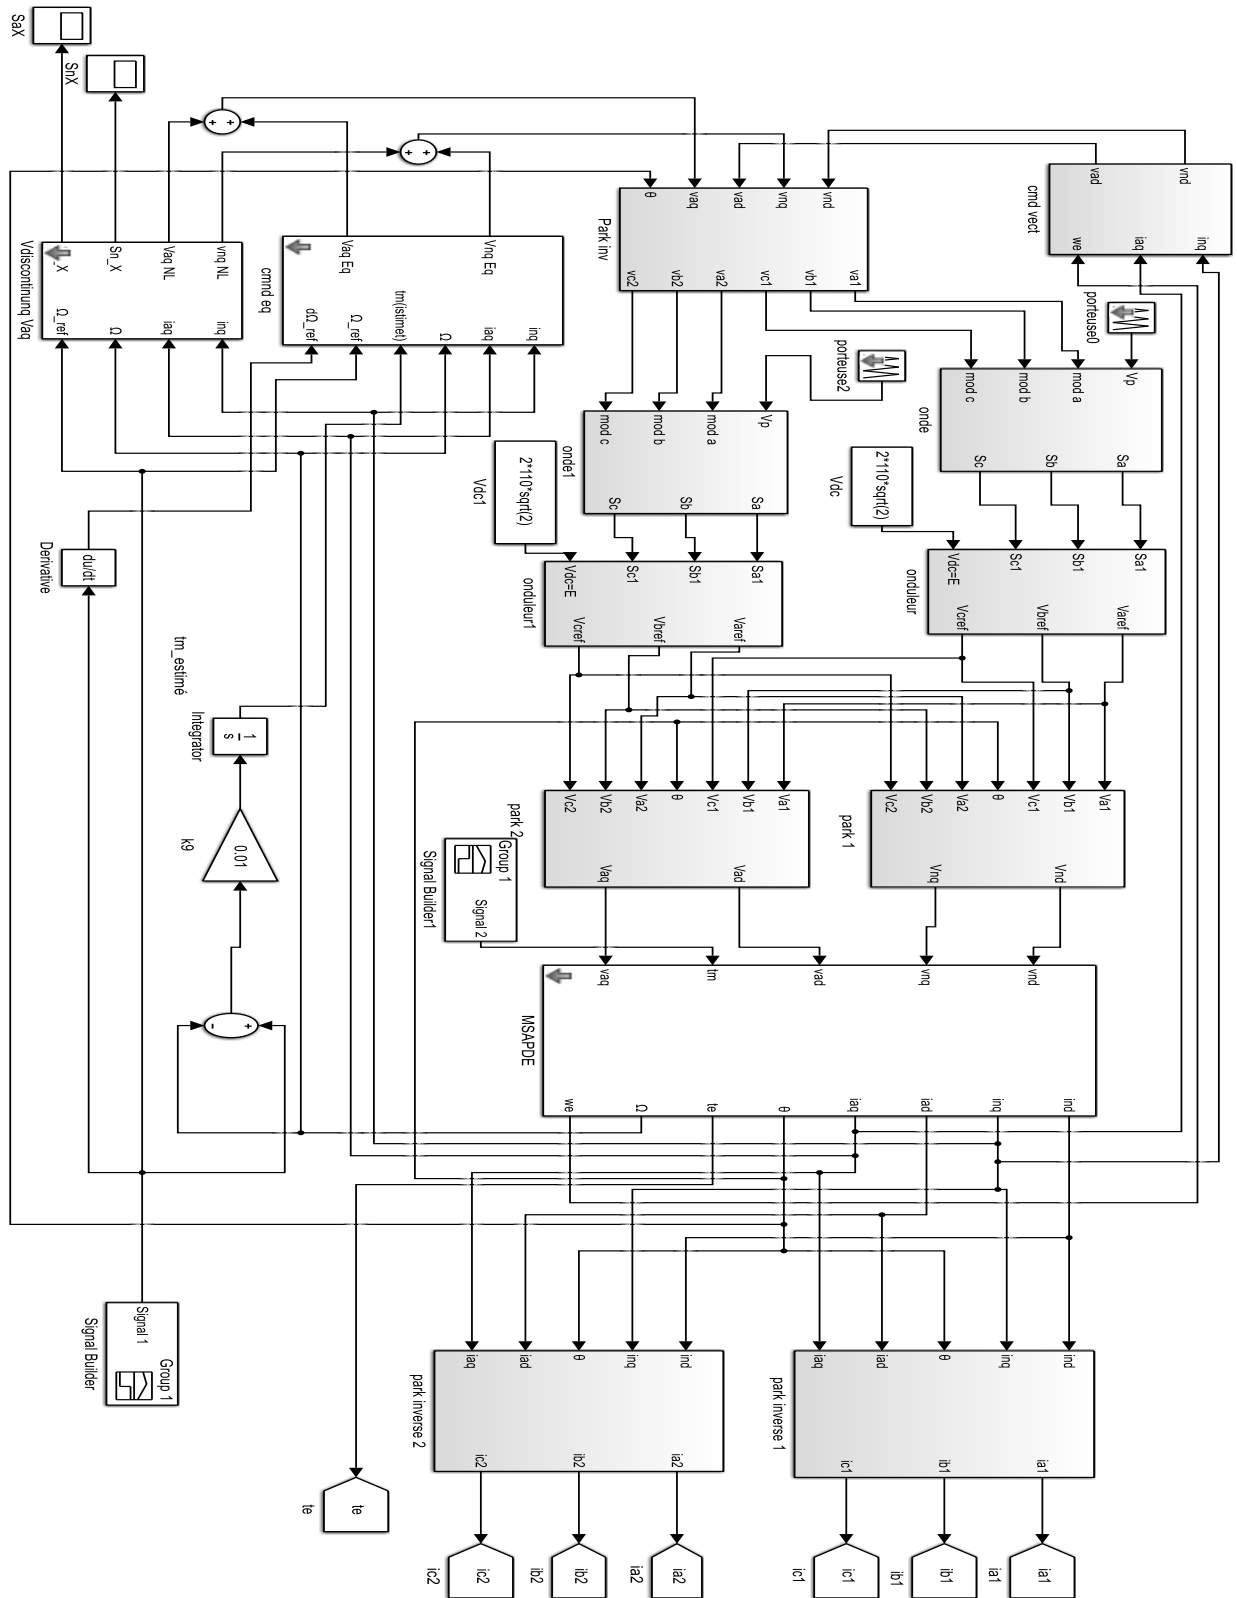 inq
iaq
we
vnd
vad
cmd vect
porteuse0
Vp
mod a
mod b
mod c
Sa
Sb
Sc
onde
2*110*sqrt(2)
Vdc
Sa1
Sb1
Sc1
Vdc=E
Varef
Vbref
Vcref
onduleur
Va1
Vb1
Vc1
θ
Va2
Vb2
Vc2
Vnd
Vnq
park 1
ind
inq
θ
iad
iaq
ia1
ib1
ic1
park inverse 1
ia1
ia1
ib1
ib1
ic1
ic1
vnd
vnq
vad
vaq
θ
va1
vb1
vc1
va2
vb2
vc2
Park inv
porteuse2
Vp
mod a
mod b
mod c
Sa
Sb
Sc
onde1
2*110*sqrt(2)
Vdc1
Sa1
Sb1
Sc1
Vdc=E
Varef
Vbref
Vcref
onduleur1
Va1
Vb1
Vc1
θ
Va2
Vb2
Vc2
Vad
Vaq
park 2
Group 1
Signal 2
Signal Builder1
vnd
vnq
vad
tm
vaq
ind
inq
iad
iaq
θ
te
Ω
we
MSAPDE
ind
inq
θ
iad
iaq
ia2
ib2
ic2
park inverse 2
ia2
ia2
ib2
ib2
ic2
ic2
te
te
inq
iaq
Ω
tm(istimet)
Ω_ref
dΩ_ref
Vnq Eq
Vaq Eq
cmnd eq
inq
iaq
Ω
Ω_ref
vnq NL
Vaq NL
Sn_X
_X
Vdiscontinunq Vaq
SnX
SaX
+
+
+
+
du/dt
Derivative
tm_estimé
1
s
Integrator
0.01
k9
+
-
Group 1
Signal 1
Signal Builder